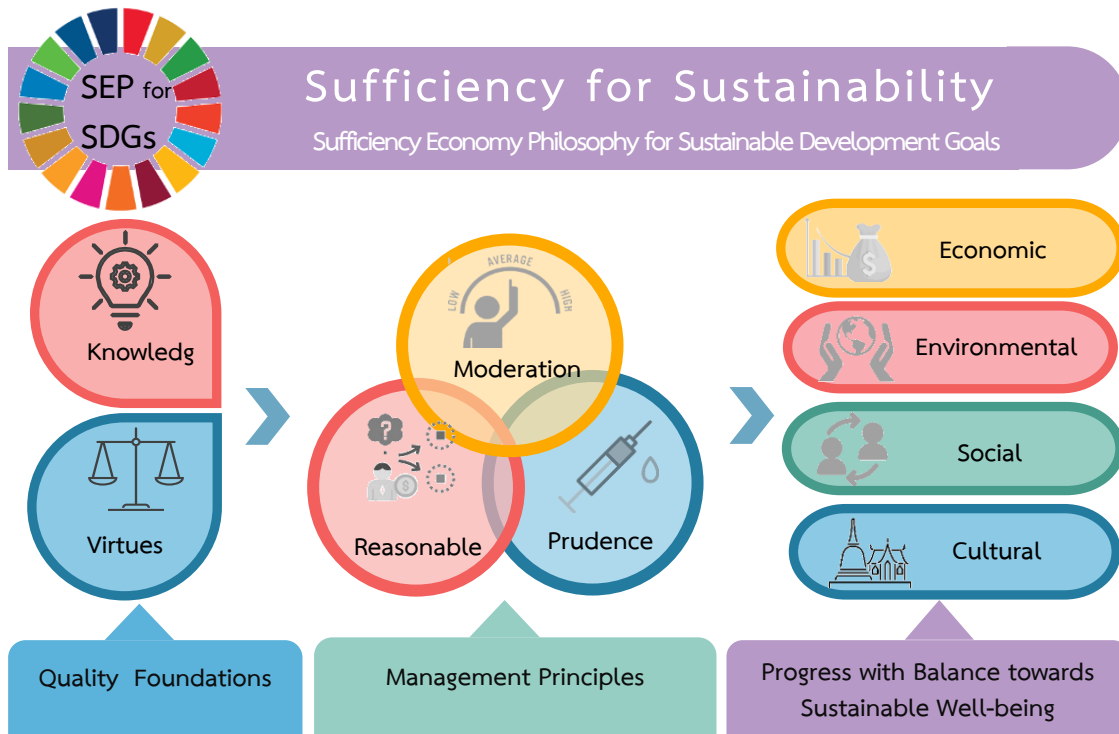 SEP for
SDGs
Sufficiency for Sustainability
Sufficiency Economy Philosophy for Sustainable Development Goals
Knowledg
Virtues
LOW
AVERAGE
HIGH
Moderation
?
$
Reasonable
Prudence
$
Economic
Environmental
Social
Cultural
Quality Foundations
Management Principles
Progress with Balance towards
Sustainable Well-being